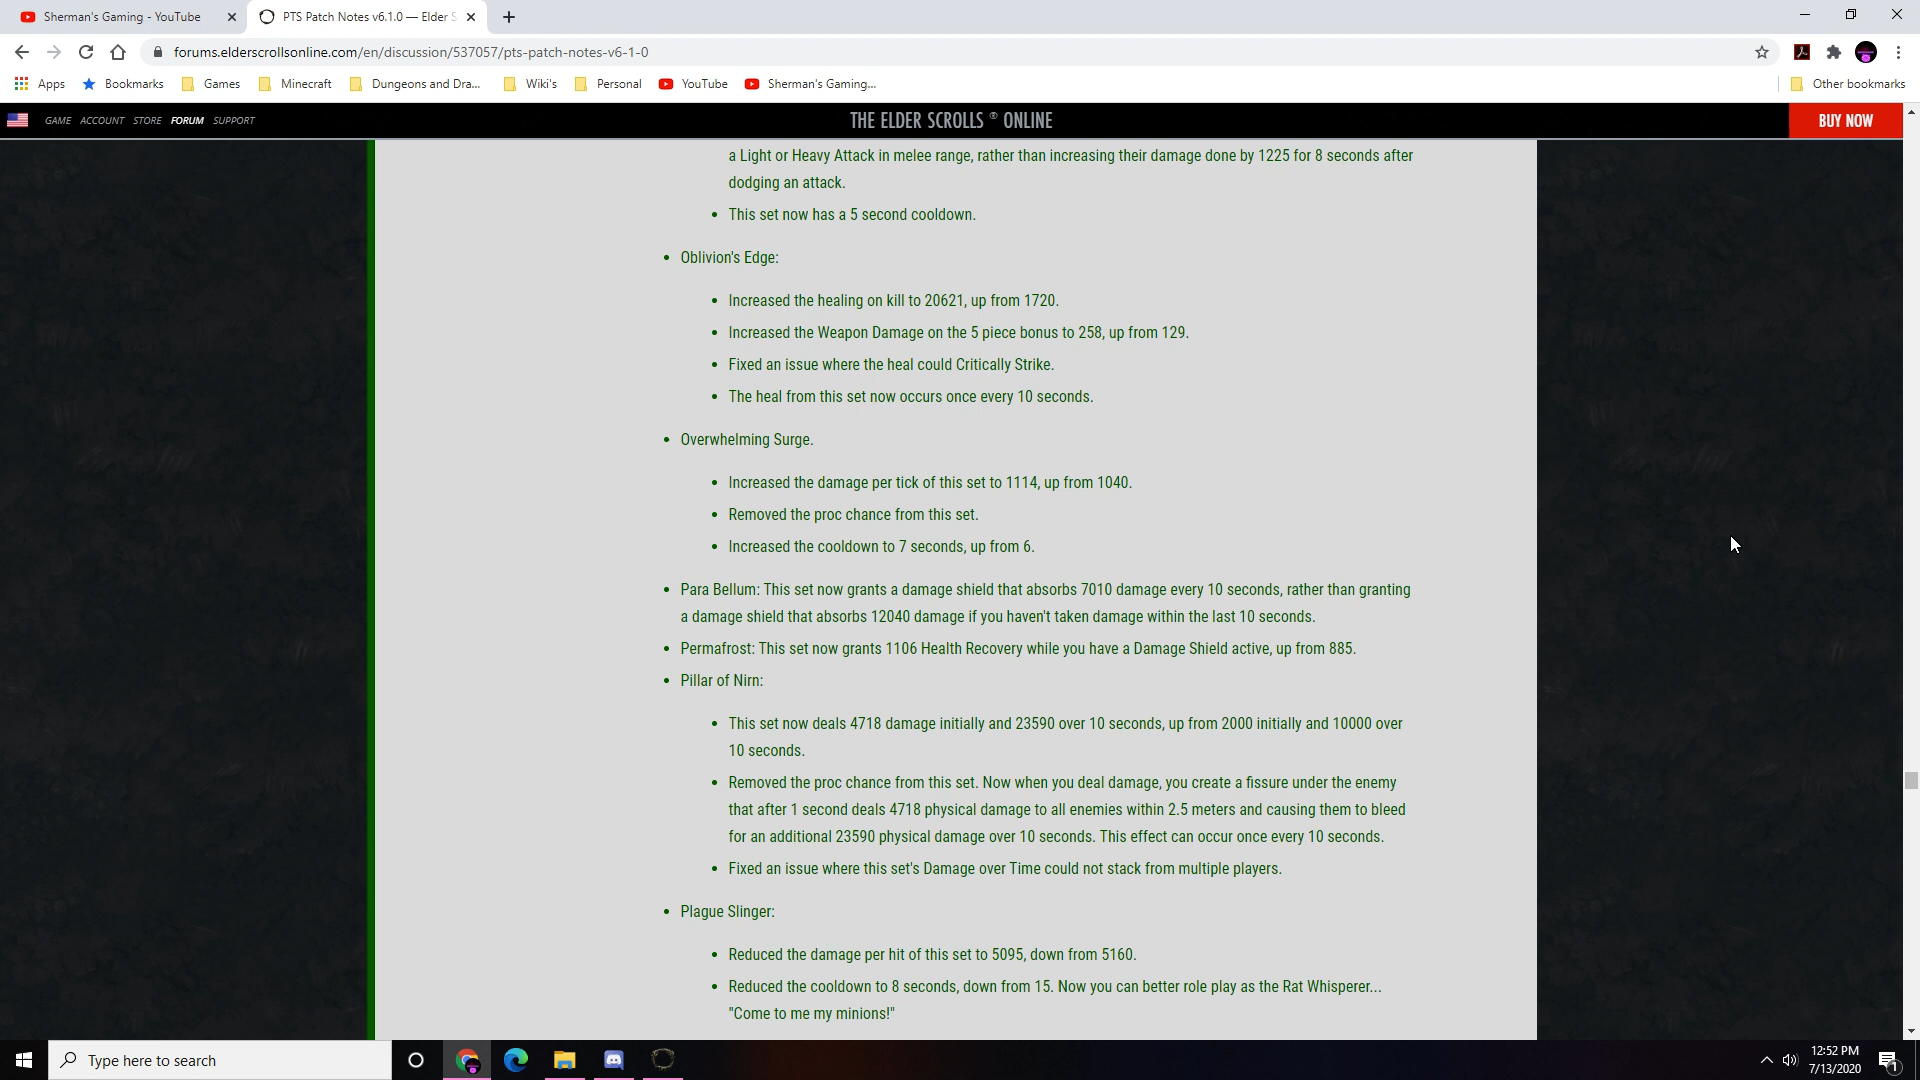 Sherman's Gaming - YouTube
PTS Patch Notes v6.1.0 — Elder S
forums.elderscrollsonline.com/en/discussion/537057/pts-patch-notes-v6-1-0
Apps Bookmarks Games Minecraft Dungeons and Dra... Wiki's Personal YouTube Sherman's Gaming... Other bookmarks
GAME ACCOUNT STORE FORUM SUPPORT THE ELDER SCROLLS ® ONLINE BUY NOW
a Light or Heavy Attack in melee range, rather than increasing their damage done by 1225 for 8 seconds after
dodging an attack.
• This set now has a 5 second cooldown.
• Oblivion's Edge:
• Increased the healing on kill to 20621, up from 1720.
• Increased the Weapon Damage on the 5 piece bonus to 258, up from 129.
• Fixed an issue where the heal could Critically Strike.
• The heal from this set now occurs once every 10 seconds.
• Overwhelming Surge.
• Increased the damage per tick of this set to 1114, up from 1040.
• Removed the proc chance from this set.
• Increased the cooldown to 7 seconds, up from 6.
• Para Bellum: This set now grants a damage shield that absorbs 7010 damage every 10 seconds, rather than granting
a damage shield that absorbs 12040 damage if you haven't taken damage within the last 10 seconds.
• Permafrost: This set now grants 1106 Health Recovery while you have a Damage Shield active, up from 885.
• Pillar of Nirn:
• This set now deals 4718 damage initially and 23590 over 10 seconds, up from 2000 initially and 10000 over
10 seconds.
• Removed the proc chance from this set. Now when you deal damage, you create a fissure under the enemy
that after 1 second deals 4718 physical damage to all enemies within 2.5 meters and causing them to bleed
for an additional 23590 physical damage over 10 seconds. This effect can occur once every 10 seconds.
• Fixed an issue where this set's Damage over Time could not stack from multiple players.
• Plague Slinger:
• Reduced the damage per hit of this set to 5095, down from 5160.
• Reduced the cooldown to 8 seconds, down from 15. Now you can better role play as the Rat Whisperer...
"Come to me my minions!"
Type here to search
12:52 PM
7/13/2020
1